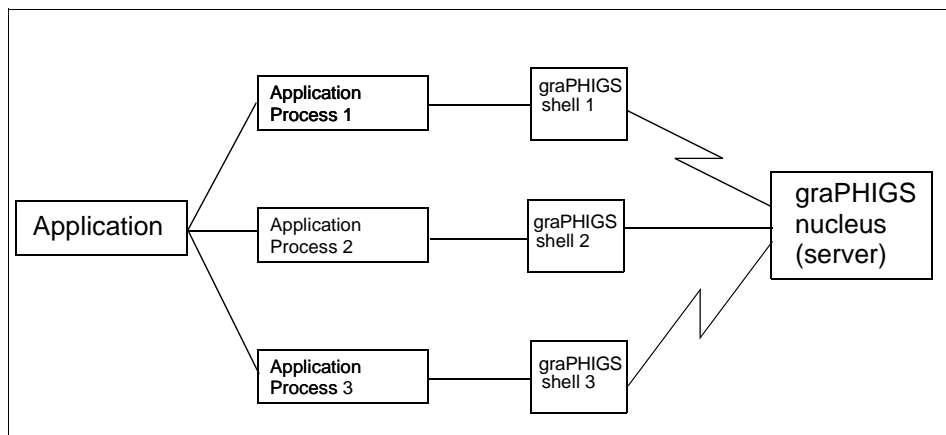 Application
Application
Process 1
graPHIGS
shell 1
Application
Process 2
graPHIGS
shell 2
Application
Process 3
graPHIGS
shell 3
graPHIGS
nucleus
(server)